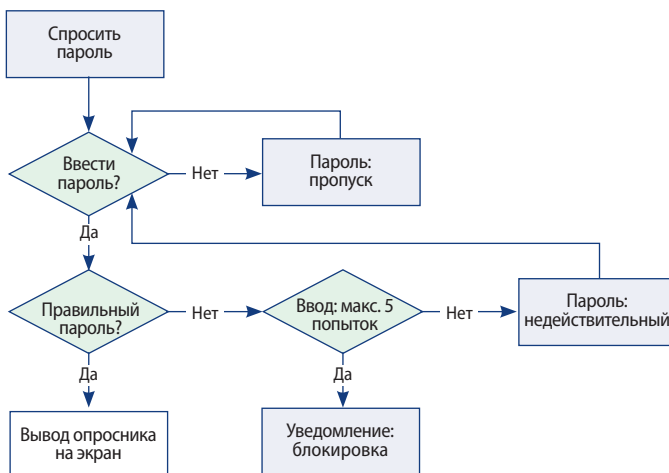 Спросить
пароль
Ввести
пароль?
Нет
Пароль:
пропуск
Да
Правильный
пароль?
Нет
Ввод: макс. 5
попыток
Нет
Пароль:
недействительный
Да
Да
Вывод опросника
на экран
Уведомление:
блокировка